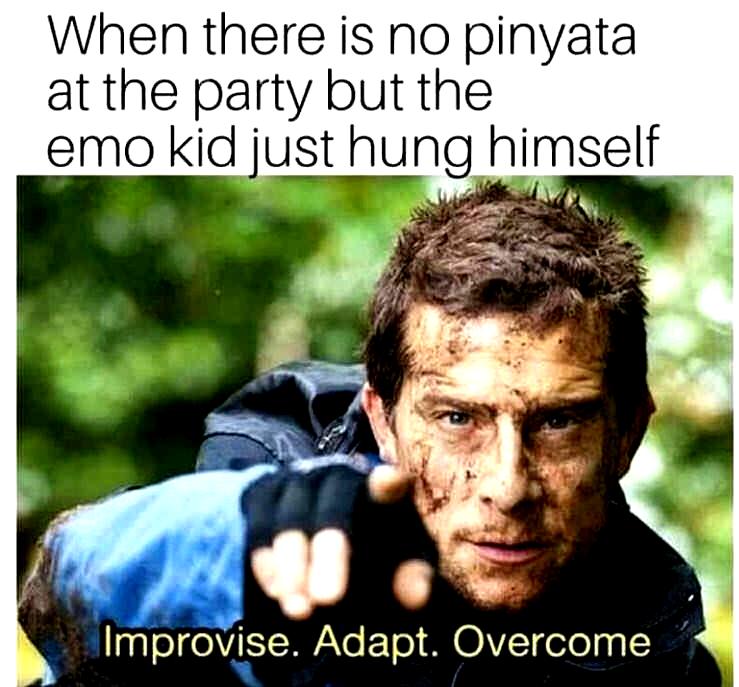 When there is no pinyata
at the party but the
emo kid just hung himself
Improvise. Adapt. Overcome